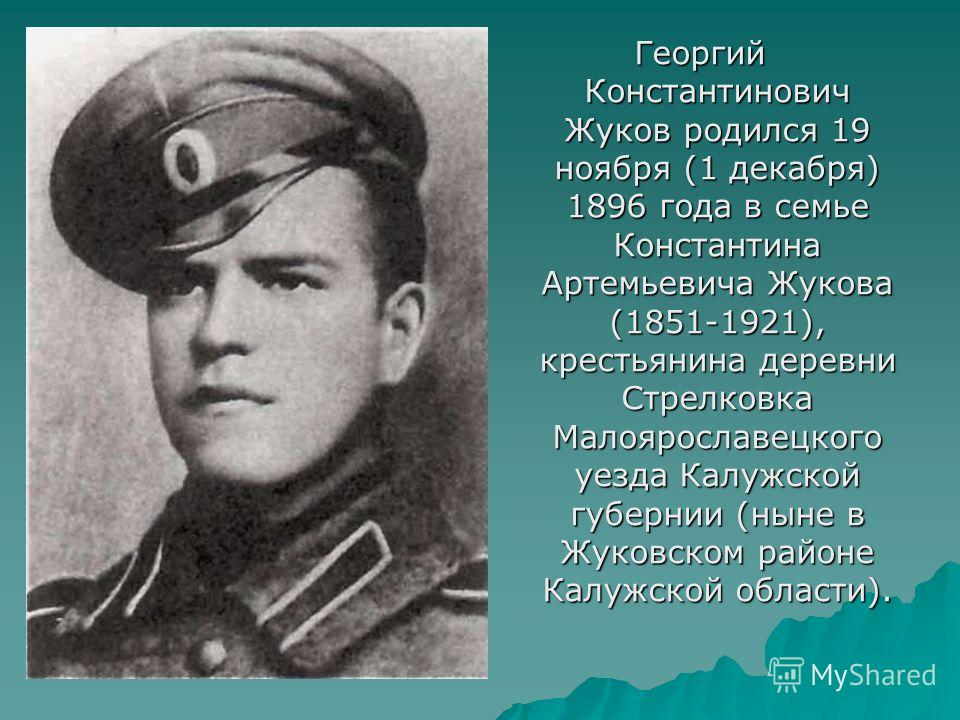 Георгий
Константинович
Жуков родился 19
ноября (1 декабря)
1896 года в семье
Константина
Артемьевича Жукова
(1851-1921),
крестьянина деревни
Стрелковка
Малоярославецкого
уезда Калужской
губернии (ныне в
Жуковском районе
Калужской области).
MyShared